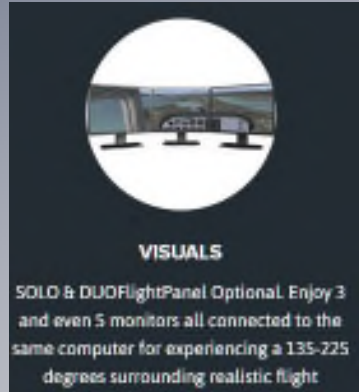 VISUALS
SOLO & DUOFlightPanel Optional. Enjoy 3
and even 5 monitors all connected to the
same computer for experiencing a 135-225
degrees surrounding realistic flight